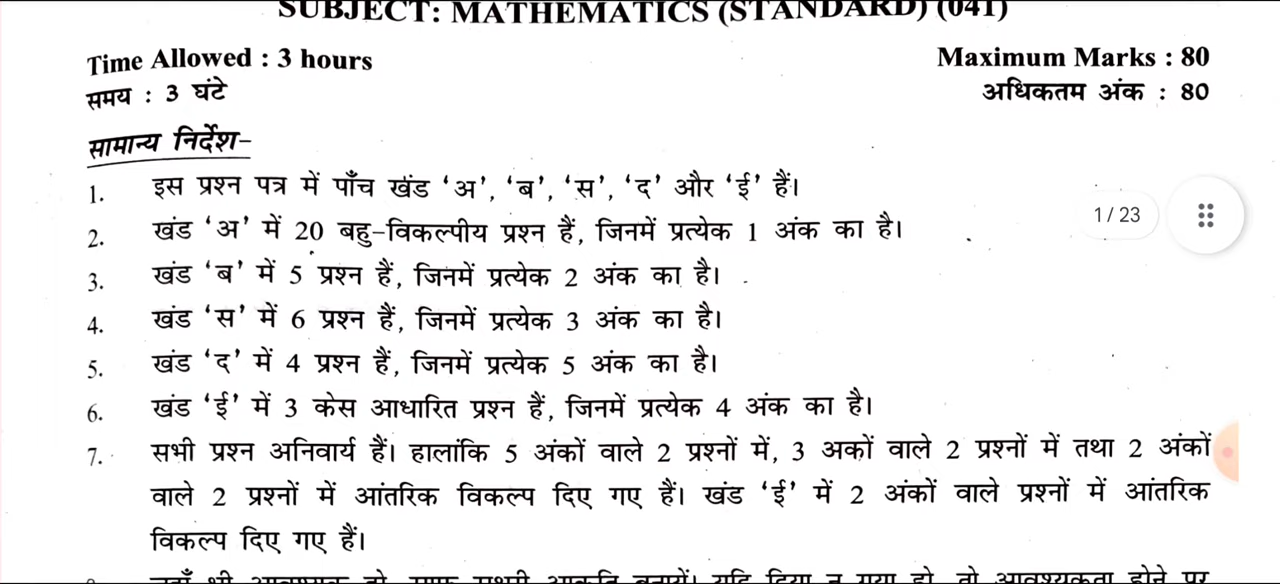 SUBJECT: MATHEMATICS (STANDARD) (041)
Time Allowed : 3 hours Maximum Marks : 80
समय : 3 घंटे अधिकतम अंक : 80
सामान्य निर्देश–
1. इस प्रश्न पत्र में पाँच खंड ‘अ’, ‘ब’, ‘स’, ‘द’ और ‘ई’ हैं।
1 / 23
2. खंड ‘अ’ में 20 बहु–विकल्पीय प्रश्न हैं, जिनमें प्रत्येक 1 अंक का है।
3. खंड ‘ब’ में 5 प्रश्न हैं, जिनमें प्रत्येक 2 अंक का है।
4. खंड ‘स’ में 6 प्रश्न हैं, जिनमें प्रत्येक 3 अंक का है।
5. खंड ‘द’ में 4 प्रश्न हैं, जिनमें प्रत्येक 5 अंक का है।
6. खंड ‘ई’ में 3 केस आधारित प्रश्न हैं, जिनमें प्रत्येक 4 अंक का है।
7. सभी प्रश्न अनिवार्य हैं। हालांकि 5 अंकों वाले 2 प्रश्नों में, 3 अकों वाले 2 प्रश्नों में तथा 2 अंकों
वाले 2 प्रश्नों में आंतरिक विकल्प दिए गए हैं। खंड ‘ई’ में 2 अंकों वाले प्रश्नों में आंतरिक
विकल्प दिए गए हैं।